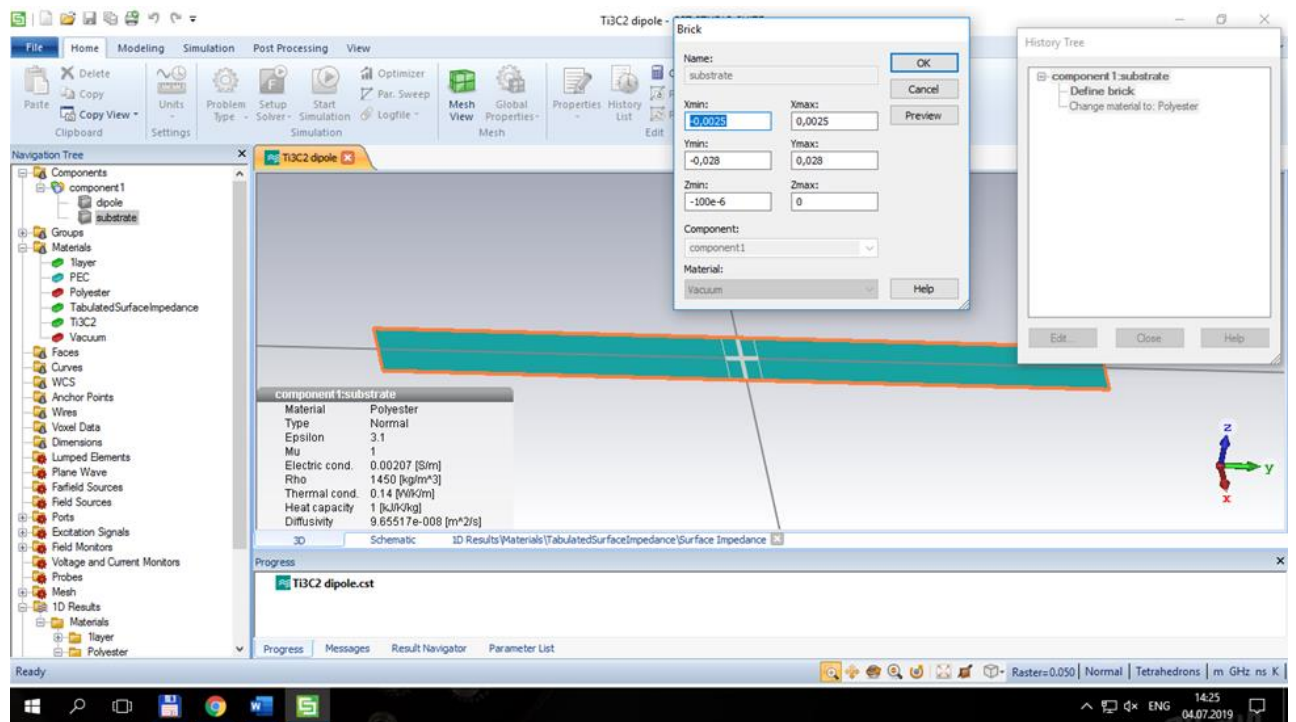 Ti3C2 dipole -
File Home Modeling Simulation Post Processing View
Paste
Delete
Copy
Copy View
Clipboard
Units
Settings
Problem Type
Setup Solver
Start Simulation
Optimizer
Par. Sweep
Logfile
Simulation
Mesh View
Global Properties
Mesh
Properties
History List
Edit
Brick
Name:
substrate
OK
Xmin: Xmax:
-0,0025 0,0025
Cancel
Preview
Ymin: Ymax:
-0,028 0,028
Zmin: Zmax:
-100e-6 0
Component:
component1
Material:
Vacuum
Help
History Tree
component1:substrate
Define brick
Change material to: Polyester
Edit... Close Help
Navigation Tree
Components
component1
dipole
substrate
Groups
Materials
1layer
PEC
Polyester
TabulatedSurfaceImpedance
Ti3C2
Vacuum
Faces
Curves
WCS
Anchor Points
Wires
Voxel Data
Dimensions
Lumped Elements
Plane Wave
Farfield Sources
Field Sources
Ports
Excitation Signals
Field Monitors
Voltage and Current Monitors
Probes
Mesh
1D Results
Materials
1layer
Polyester
Ti3C2 dipole
component1:substrate
Material Polyester
Type Normal
Epsilon 3.1
Mu 1
Electric cond. 0.00207 [S/m]
Rho 1450 [kg/m^3]
Thermal cond. 0.14 [W/K/m]
Heat capacity 1 [kJ/K/kg]
Diffusivity 9.65517e-008 [m^2/s]
z
y
x
3D Schematic 1D Results\Materials\TabulatedSurfaceImpedance\Surface Impedance
Progress
Ti3C2 dipole.cst
Progress Messages Result Navigator Parameter List
Ready
Raster=0.050 Normal Tetrahedrons m GHz ns K
ENG
14:25
04.07.2019